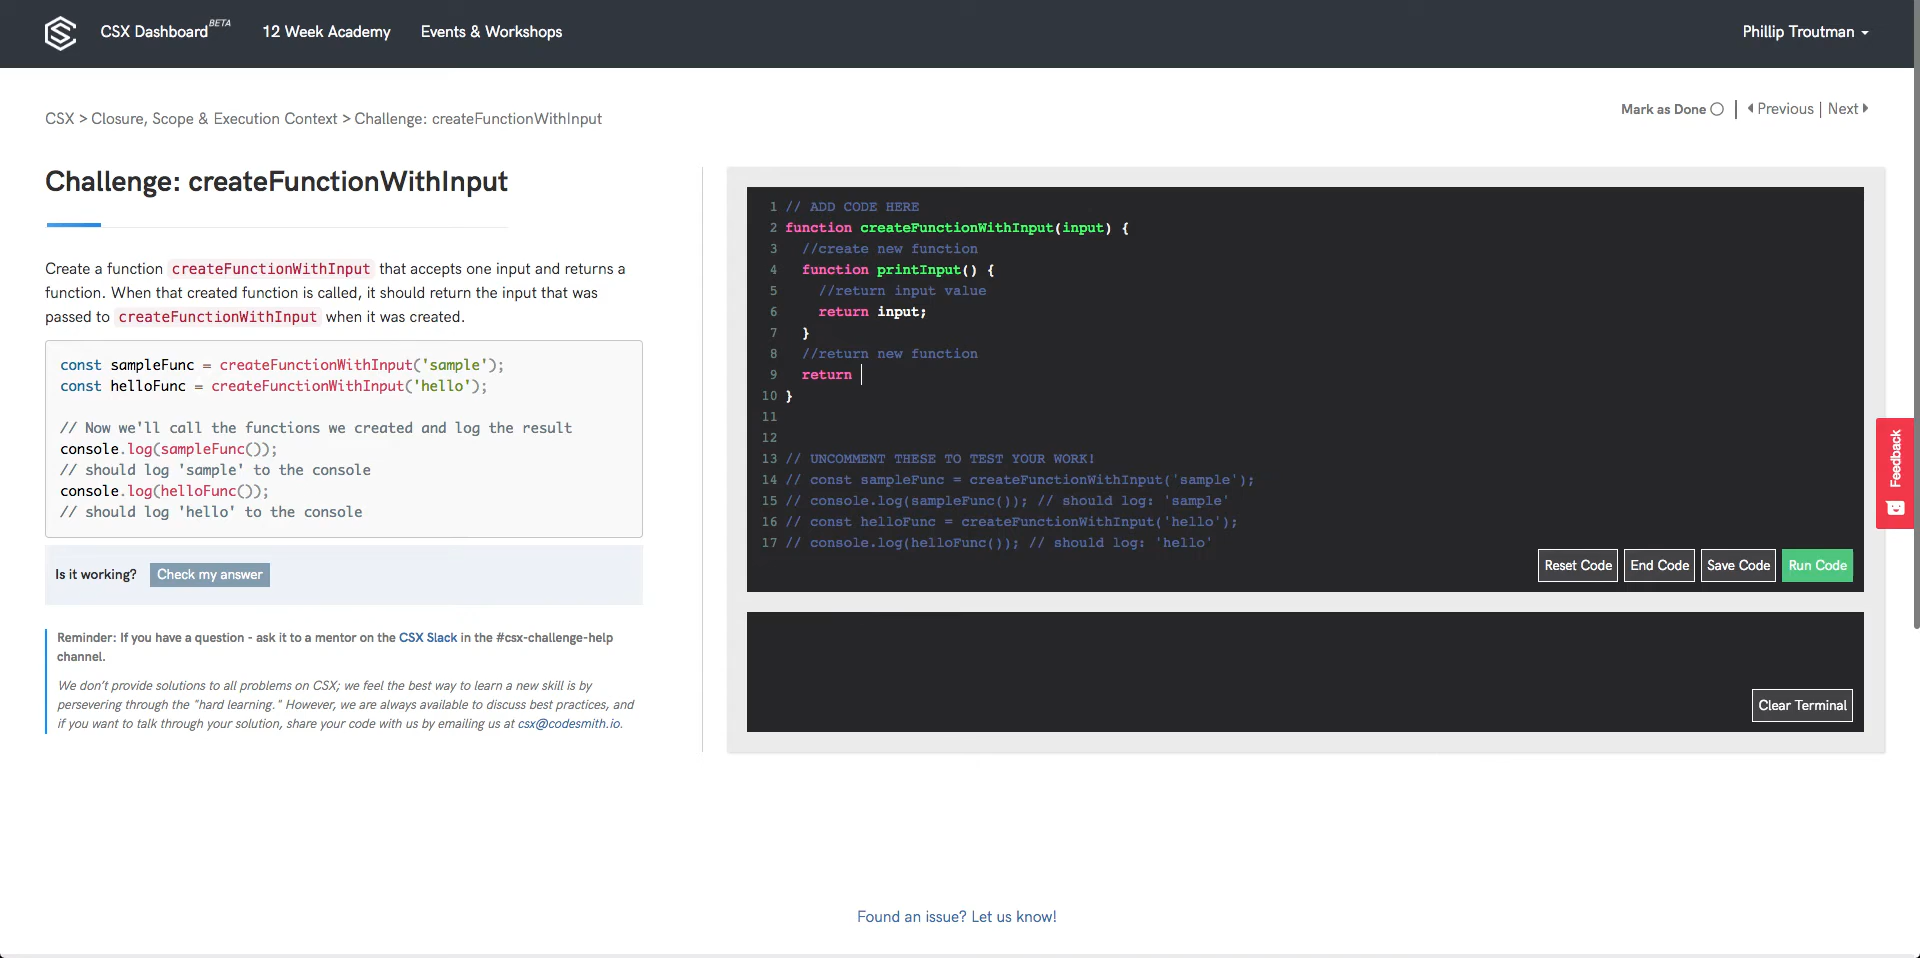 CSX Dashboard BETA 12 Week Academy Events & Workshops Phillip Troutman
CSX > Closure, Scope & Execution Context > Challenge: createFunctionWithInput
Mark as Done | Previous | Next
Challenge: createFunctionWithInput
Create a function createFunctionWithInput that accepts one input and returns a
function. When that created function is called, it should return the input that was
passed to createFunctionWithInput when it was created.
const sampleFunc = createFunctionWithInput('sample');
const helloFunc = createFunctionWithInput('hello');
// Now we'll call the functions we created and log the result
console.log(sampleFunc());
// should log 'sample' to the console
console.log(helloFunc());
// should log 'hello' to the console
Is it working? Check my answer
Reminder: If you have a question - ask it to a mentor on the CSX Slack in the #csx-challenge-help
channel.
We don't provide solutions to all problems on CSX; we feel the best way to learn a new skill is by
persevering through the "hard learning." However, we are always available to discuss best practices, and
if you want to talk through your solution, share your code with us by emailing us at csx@codesmith.io.
1 // ADD CODE HERE
2 function createFunctionWithInput(input) {
3 //create new function
4 function printInput() {
5 //return input value
6 return input;
7 }
8 //return new function
9 return
10 }
11
12
13 // UNCOMMENT THESE TO TEST YOUR WORK!
14 // const sampleFunc = createFunctionWithInput('sample');
15 // console.log(sampleFunc()); // should log: 'sample'
16 // const helloFunc = createFunctionWithInput('hello');
17 // console.log(helloFunc()); // should log: 'hello'
Reset Code End Code Save Code Run Code
Clear Terminal
Feedback
Found an issue? Let us know!